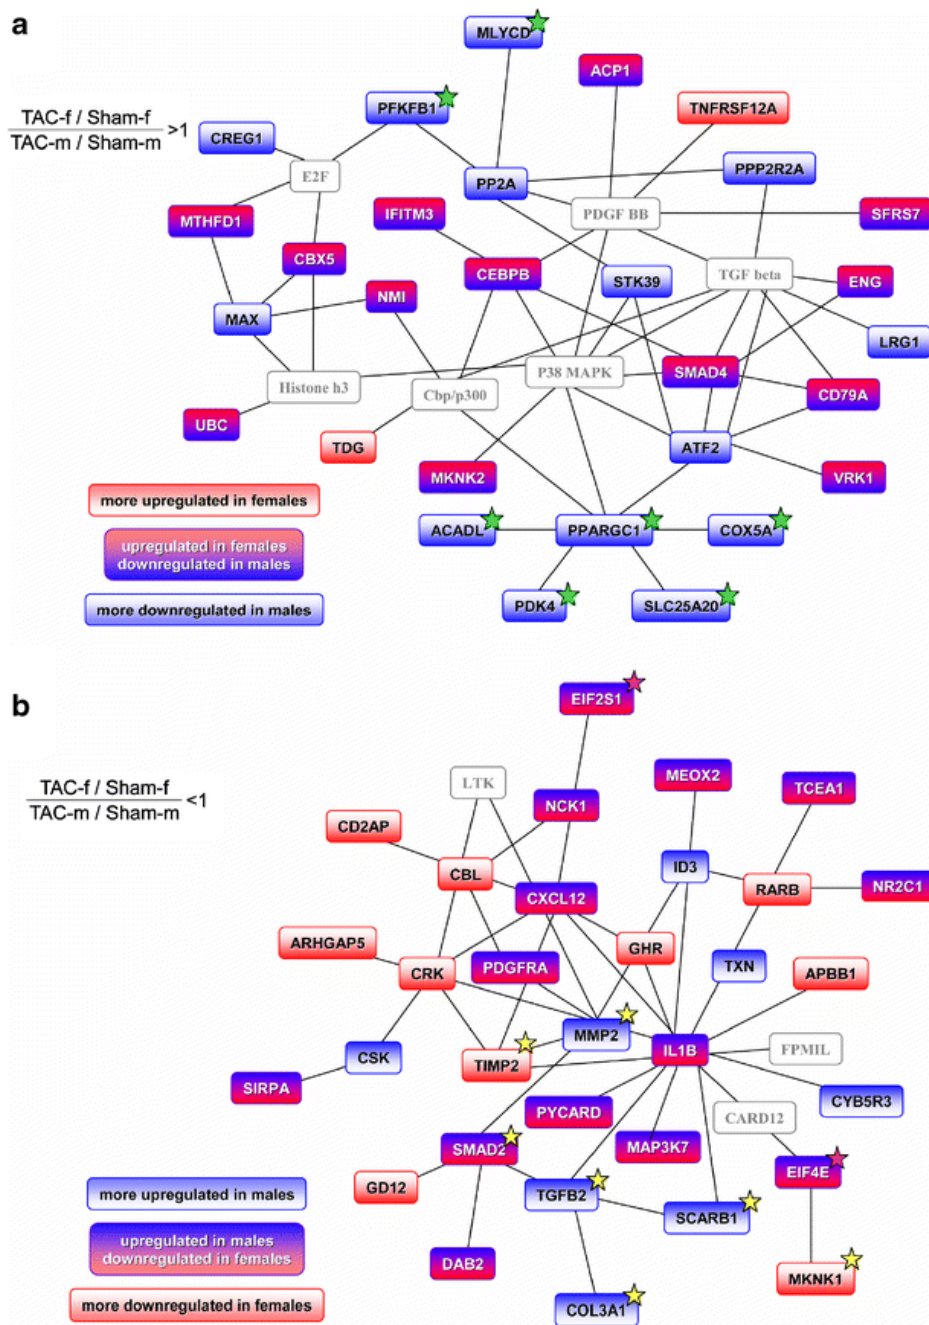 a
MLYCD
ACP1
TAC-f / Sham-f
TAC-m / Sham-m >1
PFKFB1
TNFRSF12A
CREG1
E2F
PP2A
PPP2R2A
MTHFD1
IFITM3
PDGF BB
SFRS7
CBX5
CEBPB
STK39
TGF beta
ENG
NMI
MAX
LRG1
Histone h3
Cbp/p300
P38 MAPK
SMAD4
CD79A
UBC
TDG
ATF2
MKNK2
VRK1
more upregulated in females
ACADL
PPARGC1
COX5A
upregulated in females
downregulated in males
more downregulated in males
PDK4
SLC25A20
b
EIF2S1
TAC-f / Sham-f
TAC-m / Sham-m <1
LTK
NCK1
MEOX2
TCEA1
CD2AP
CBL
CXCL12
ID3
RARB
NR2C1
ARHGAP5
CRK
PDGFRA
GHR
TXN
APBB1
CSK
TIMP2
MMP2
IL1B
FPMIL
SIRPA
CYB5R3
PYCARD
MAP3K7
CARD12
SMAD2
EIF4E
GD12
TGFB2
SCARB1
more upregulated in males
upregulated in males
downregulated in females
more downregulated in females
DAB2
COL3A1
MKNK1